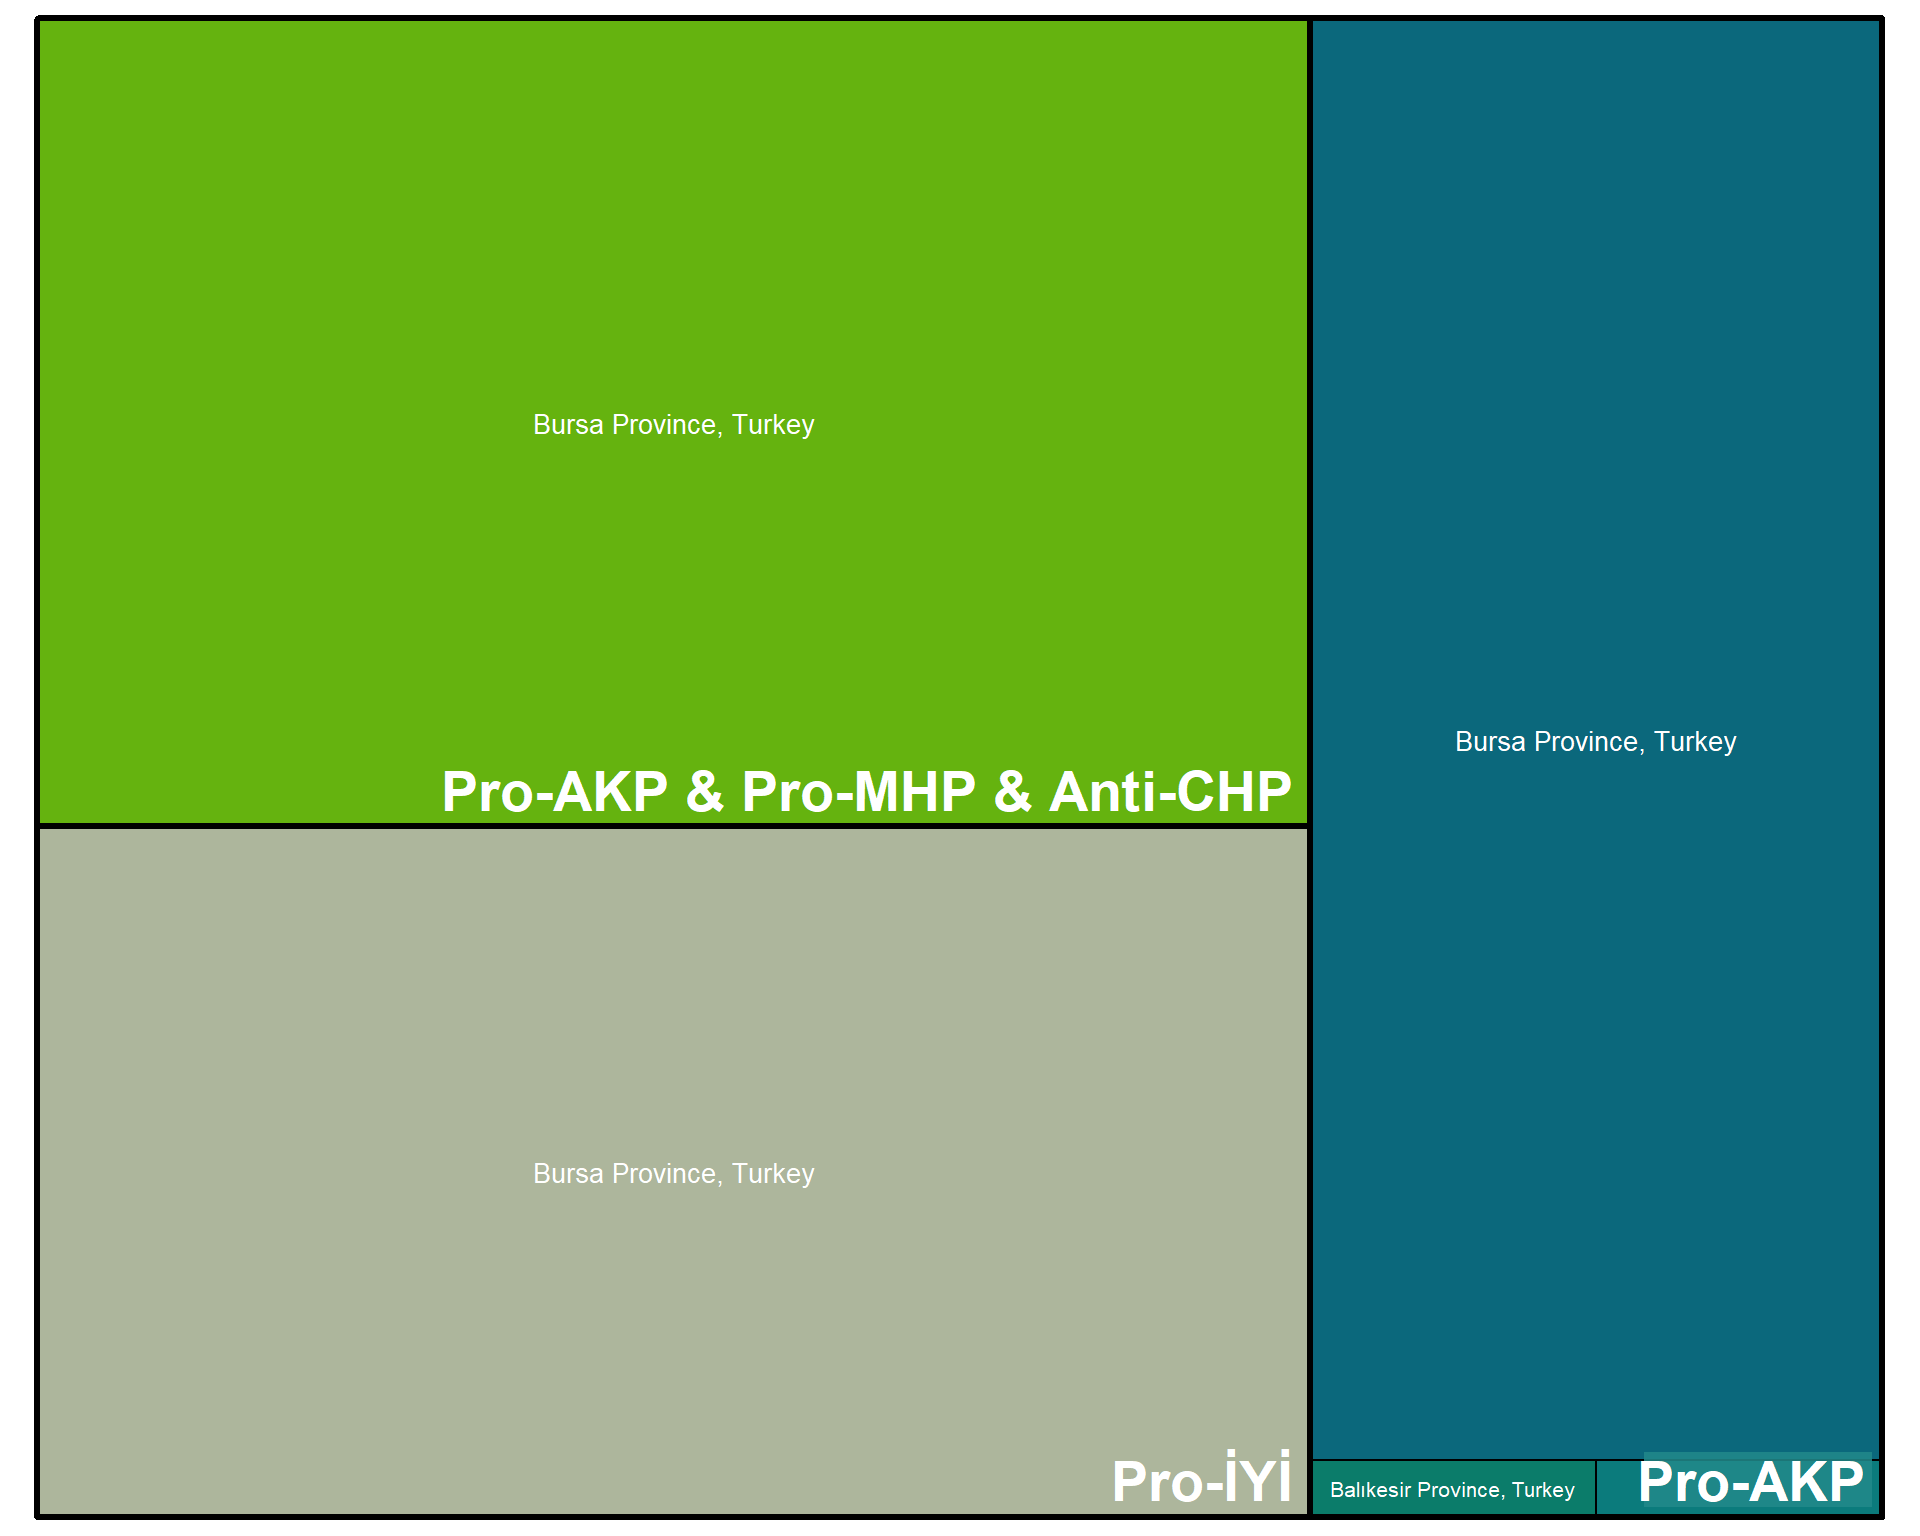 Bursa Province, Turkey
Pro-AKP & Pro-MHP & Anti-CHP
Bursa Province, Turkey
Pro-İYİ
Bursa Province, Turkey
Balıkesir Province, Turkey
Pro-AKP